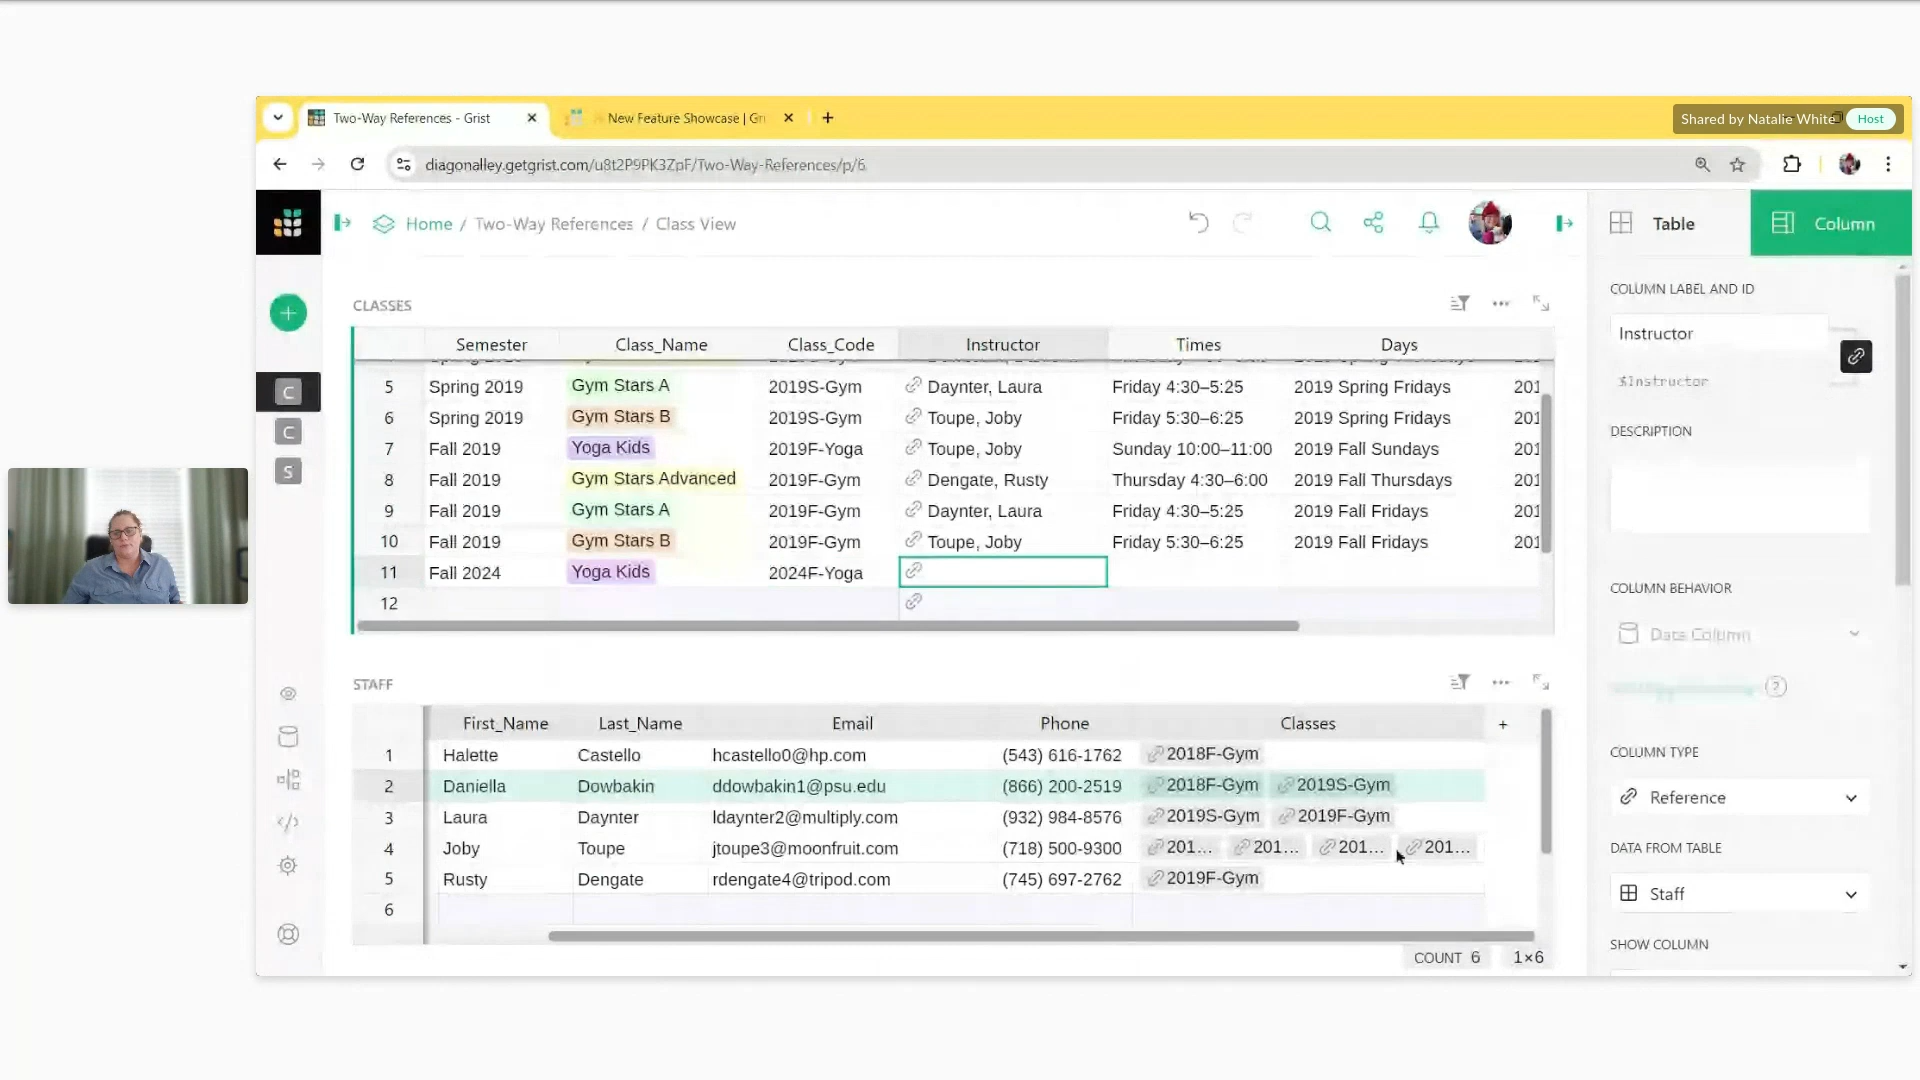 Two-Way References - Grist
New Feature Showcase | Gri
Shared by Natalie White
Host
diagonalley.getgrist.com/u8t2P9PK3ZpF/Two-Way-References/p/6
Home / Two-Way References / Class View
Table
Column
CLASSES
Semester Class_Name Class_Code Instructor Times Days
5 Spring 2019 Gym Stars A 2019S-Gym Daynter, Laura Friday 4:30–5:25 2019 Spring Fridays 201
6 Spring 2019 Gym Stars B 2019S-Gym Toupe, Joby Friday 5:30–6:25 2019 Spring Fridays 201
7 Fall 2019 Yoga Kids 2019F-Yoga Toupe, Joby Sunday 10:00–11:00 2019 Fall Sundays 201
8 Fall 2019 Gym Stars Advanced 2019F-Gym Dengate, Rusty Thursday 4:30–6:00 2019 Fall Thursdays 201
9 Fall 2019 Gym Stars A 2019F-Gym Daynter, Laura Friday 4:30–5:25 2019 Fall Fridays 201
10 Fall 2019 Gym Stars B 2019F-Gym Toupe, Joby Friday 5:30–6:25 2019 Fall Fridays 201
11 Fall 2024 Yoga Kids 2024F-Yoga
12
C
C
S
STAFF
First_Name Last_Name Email Phone Classes +
1 Halette Castello hcastello0@hp.com (543) 616-1762 2018F-Gym
2 Daniella Dowbakin ddowbakin1@psu.edu (866) 200-2519 2018F-Gym 2019S-Gym
3 Laura Daynter ldaynter2@multiply.com (932) 984-8576 2019S-Gym 2019F-Gym
4 Joby Toupe jtoupe3@moonfruit.com (718) 500-9300 201... 201... 201... 201...
5 Rusty Dengate rdengate4@tripod.com (745) 697-2762 2019F-Gym
6
COUNT 6 1×6
COLUMN LABEL AND ID
Instructor
$Instructor
DESCRIPTION
COLUMN BEHAVIOR
Data Column
?
COLUMN TYPE
Reference
DATA FROM TABLE
Staff
SHOW COLUMN